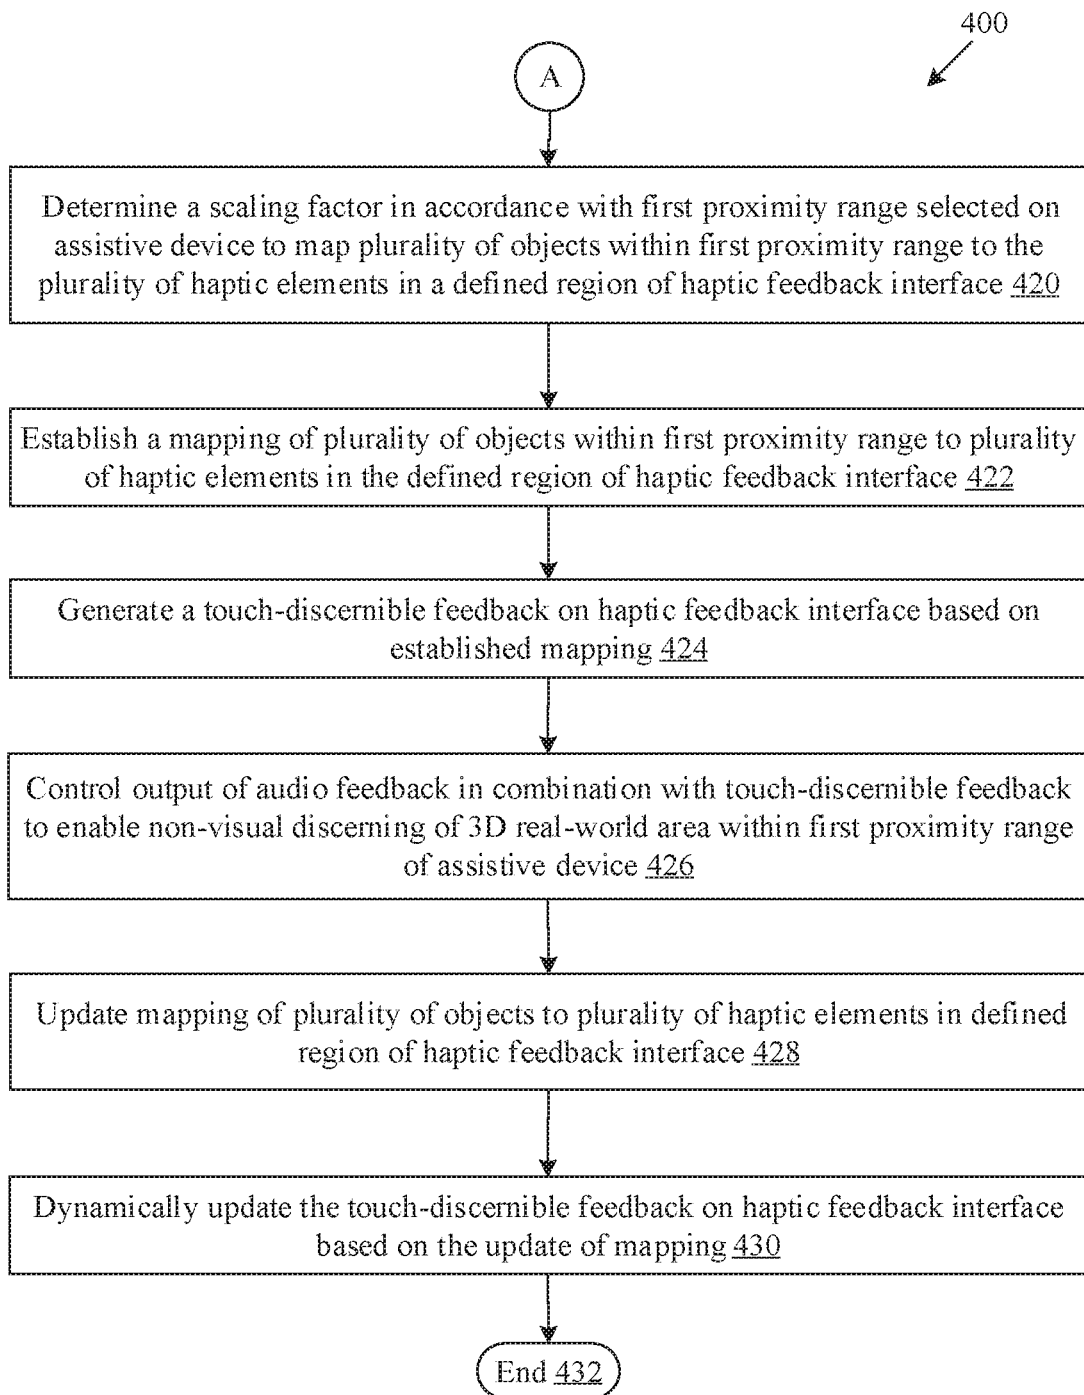 400
A
Determine a scaling factor in accordance with first proximity range selected on
assistive device to map plurality of objects within first proximity range to the
plurality of haptic elements in a defined region of haptic feedback interface 420
Establish a mapping of plurality of objects within first proximity range to plurality
of haptic elements in the defined region of haptic feedback interface 422
Generate a touch-discernible feedback on haptic feedback interface based on
established mapping 424
Control output of audio feedback in combination with touch-discernible feedback
to enable non-visual discerning of 3D real-world area within first proximity range
of assistive device 426
Update mapping of plurality of objects to plurality of haptic elements in defined
region of haptic feedback interface 428
Dynamically update the touch-discernible feedback on haptic feedback interface
based on the update of mapping 430
End 432